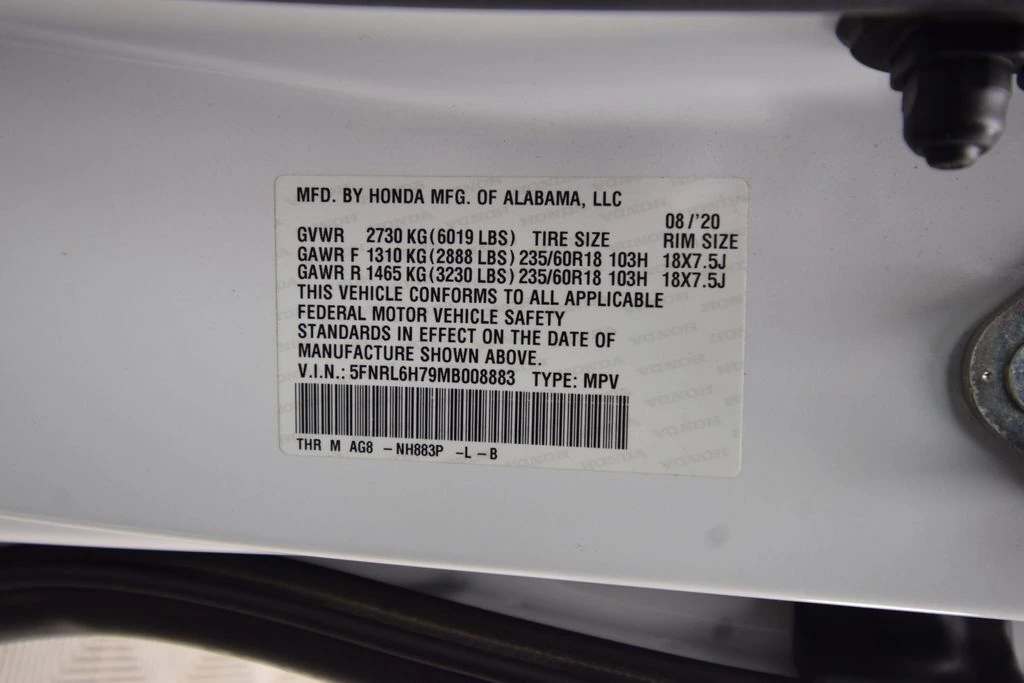 MFD. BY HONDA MFG. OF ALABAMA, LLC
08/'20
GVWR 2730 KG(6019 LBS) TIRE SIZE RIM SIZE
GAWR F 1310 KG(2888 LBS) 235/60R18 103H 18X7.5J
GAWR R 1465 KG(3230 LBS) 235/60R18 103H 18X7.5J
THIS VEHICLE CONFORMS TO ALL APPLICABLE
FEDERAL MOTOR VEHICLE SAFETY
STANDARDS IN EFFECT ON THE DATE OF
MANUFACTURE SHOWN ABOVE.
V.I.N.: 5FNRL6H79MB008883 TYPE: MPV
THR M AG8 -NH883P -L -B